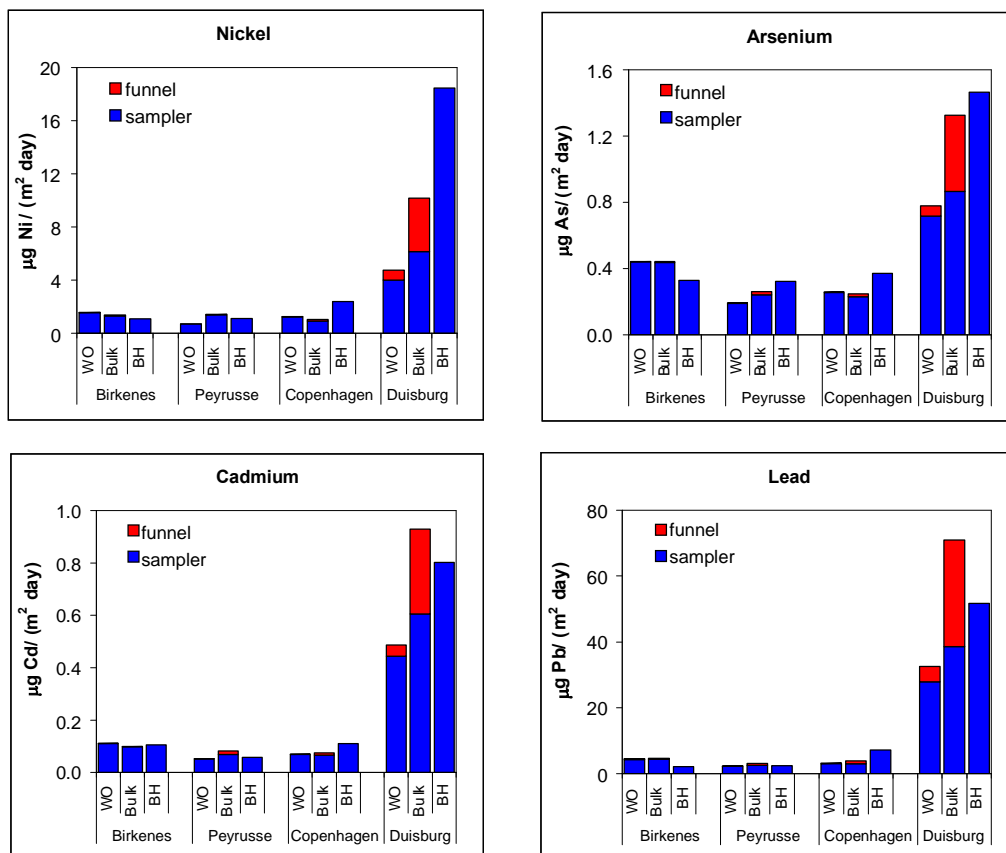 Nickel
20
16
12
8
4
0
µg Ni/ (m² day)
funnel
sampler
WO Bulk BH WO Bulk BH WO Bulk BH WO Bulk BH
Birkenes Peyrusse Copenhagen Duisburg
Arsenium
1.6
1.2
0.8
0.4
0.0
µg As/ (m² day)
funnel
sampler
WO Bulk BH WO Bulk BH WO Bulk BH WO Bulk BH
Birkenes Peyrusse Copenhagen Duisburg
Cadmium
1.0
0.8
0.6
0.4
0.2
0.0
µg Cd/ (m² day)
funnel
sampler
WO Bulk BH WO Bulk BH WO Bulk BH WO Bulk BH
Birkenes Peyrusse Copenhagen Duisburg
Lead
80
60
40
20
0
µg Pb/ (m² day)
funnel
sampler
WO Bulk BH WO Bulk BH WO Bulk BH WO Bulk BH
Birkenes Peyrusse Copenhagen Duisburg